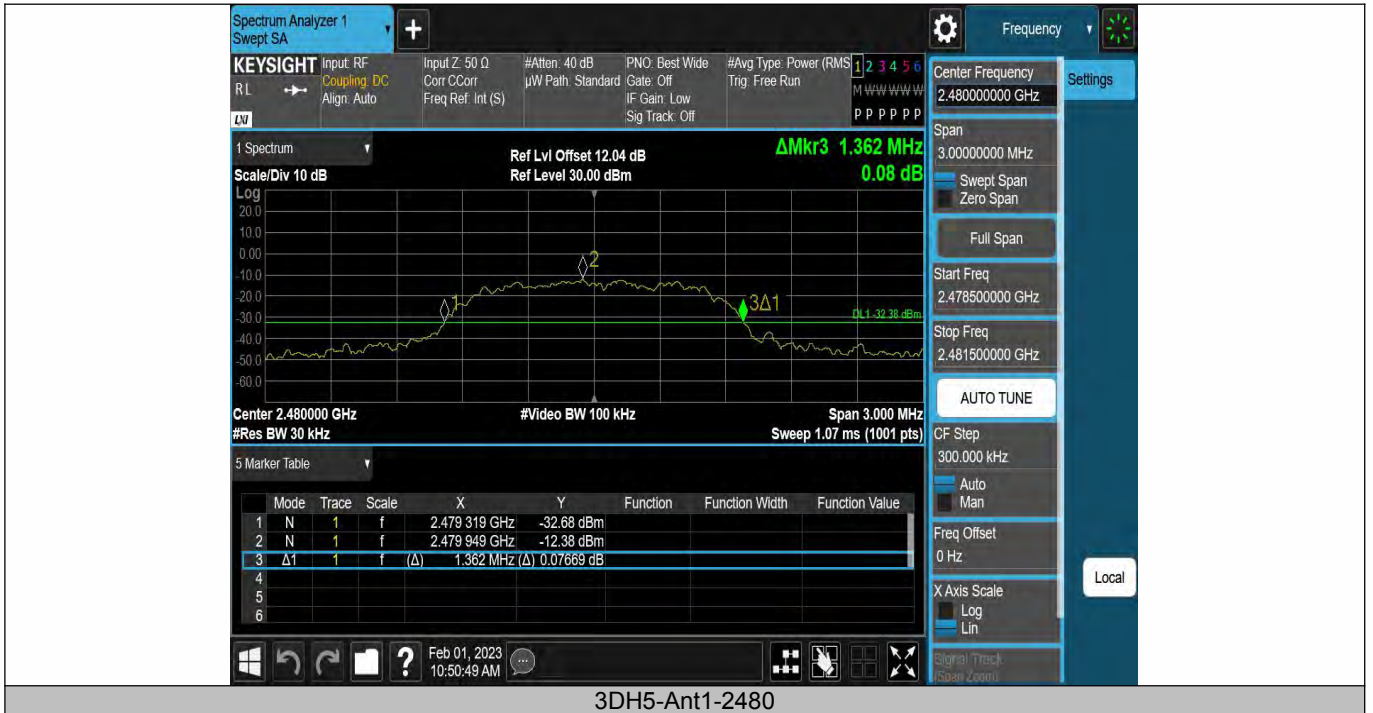 Spectrum Analyzer 1
Swept SA
+
Frequency
KEYSIGHT
RL
LXI
Input: RF
Coupling: DC
Align: Auto
Input Z: 50 Ω
Corr CCorr
Freq Ref: Int (S)
#Atten: 40 dB
µW Path: Standard
PNO: Best Wide
Gate: Off
IF Gain: Low
Sig Track: Off
#Avg Type: Power (RMS
Trig: Free Run
1 2 3 4 5 6
M W W W W W
P P P P P P
1 Spectrum
Scale/Div 10 dB
Ref Lvl Offset 12.04 dB
Ref Level 30.00 dBm
ΔMkr3 1.362 MHz
0.08 dB
Log
20.0
10.0
0.00
-10.0
-20.0
-30.0
-40.0
-50.0
-60.0
1
2
3Δ1
DL1 -32.38 dBm
Center 2.480000 GHz
#Video BW 100 kHz
Span 3.000 MHz
#Res BW 30 kHz
Sweep 1.07 ms (1001 pts)
5 Marker Table
Mode Trace Scale X Y Function Function Width Function Value
1 N 1 f 2.479 319 GHz -32.68 dBm
2 N 1 f 2.479 949 GHz -12.38 dBm
3 Δ1 1 f (Δ) 1.362 MHz (Δ) 0.07669 dB
4
5
6
?
Feb 01, 2023
10:50:49 AM
Center Frequency
2.480000000 GHz
Settings
Span
3.00000000 MHz
Swept Span
Zero Span
Full Span
Start Freq
2.478500000 GHz
Stop Freq
2.481500000 GHz
AUTO TUNE
CF Step
300.000 kHz
Auto
Man
Freq Offset
0 Hz
X Axis Scale
Log
Lin
Signal Track
(Span Zoom)
Local
3DH5-Ant1-2480